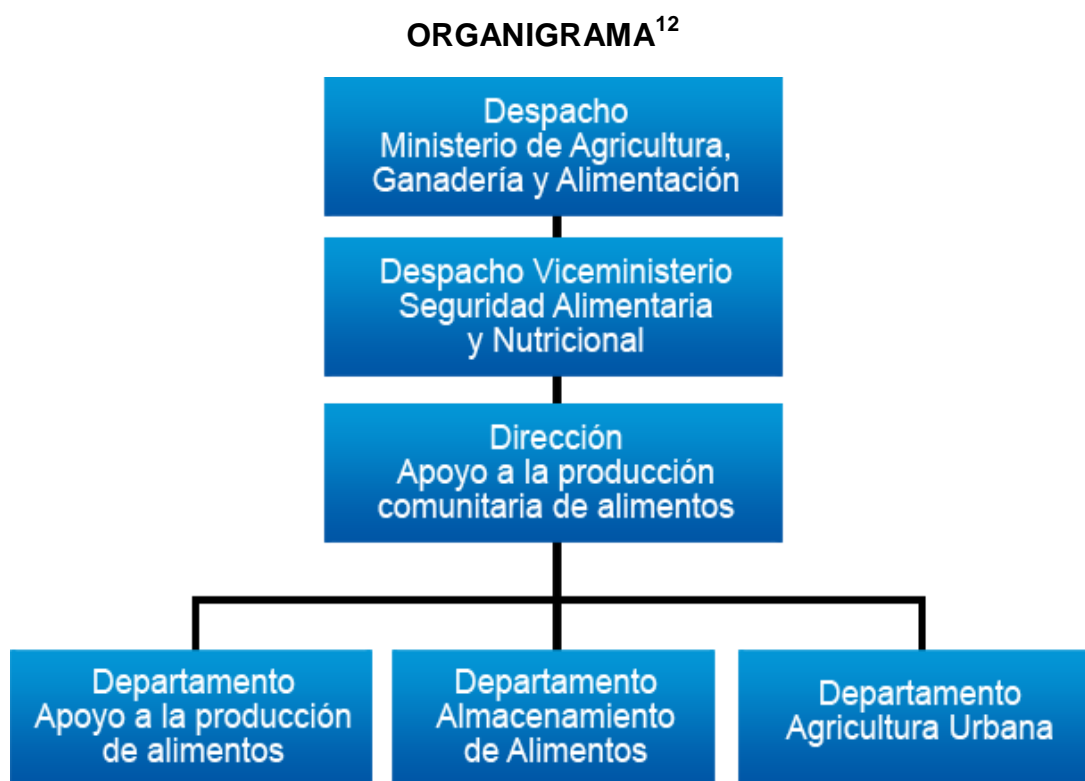 ORGANIGRAMA12
Despacho
Ministerio de Agricultura,
Ganadería y Alimentación
Despacho Viceministerio
Seguridad Alimentaria
y Nutricional
Dirección
Apoyo a la producción
comunitaria de alimentos
Departamento
Apoyo a la producción
de alimentos
Departamento
Almacenamiento
de Alimentos
Departamento
Agricultura Urbana